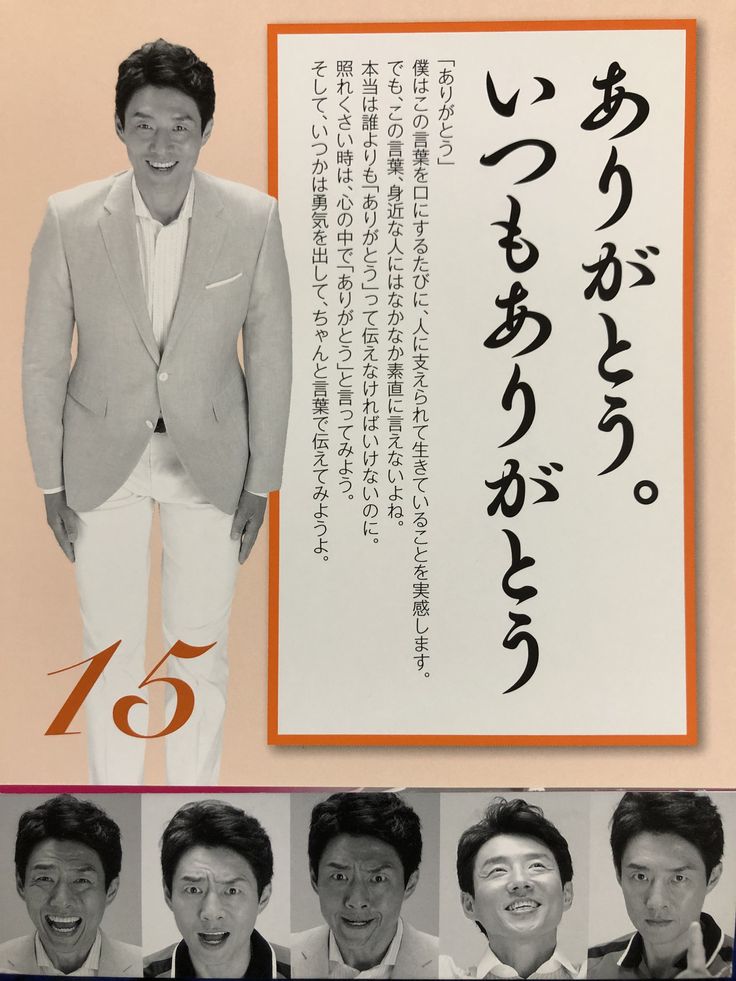 ありがとう。
いつもありがとう
「ありがとう」
僕はこの言葉を口にするたびに、人に支えられて生きていることを実感します。
でも、この言葉、身近な人にはなかなか素直に言えないよね。
本当は誰よりも「ありがとう」って伝えなければいけないのに。
照れくさい時は、心の中で「ありがとう」と言ってみよう。
そして、いつかは勇気を出して、ちゃんと言葉で伝えてみようよ。
15